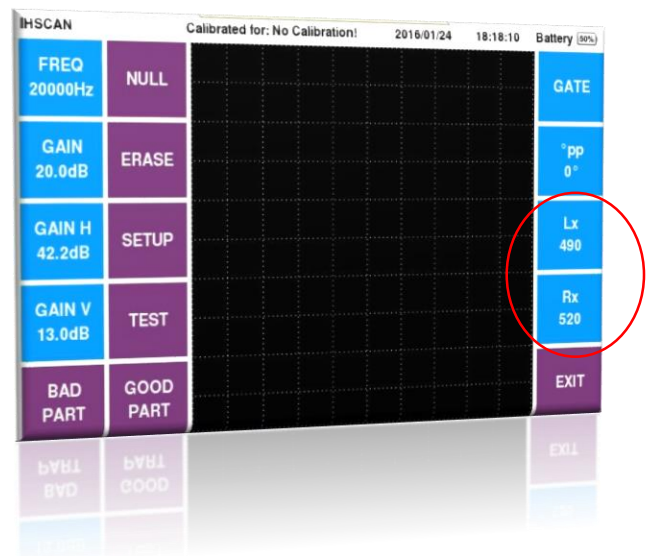 IHSCAN
Calibrated for: No Calibration! 2016/01/24 18:18:10 Battery 50%
FREQ
20000Hz
NULL
GATE
GAIN
20.0dB
ERASE
°pp
0°
GAIN H
42.2dB
SETUP
Lx
490
GAIN V
13.0dB
TEST
Rx
520
BAD
PART
GOOD
PART
EXIT